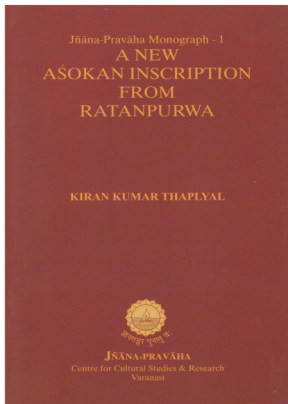 Jñāna-Pravāha Monograph - 1
A NEW
AŚOKAN INSCRIPTION
FROM
RATANPURWA
KIRAN KUMAR THAPLYAL
JÑĀNA-PRAVĀHA
Centre for Cultural Studies & Research
Varanasi